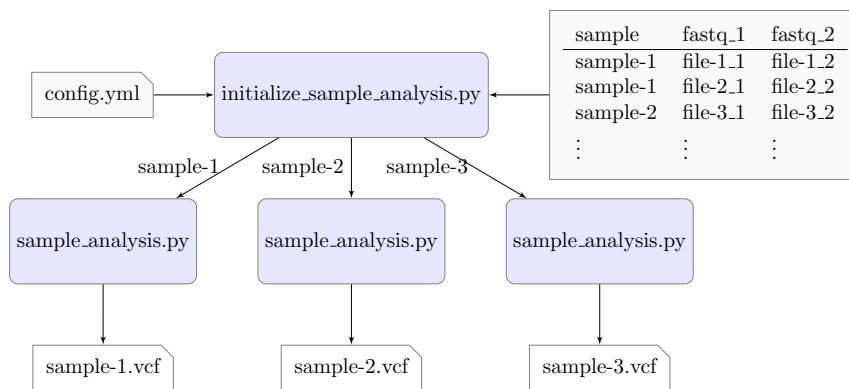 sample fastq_1 fastq_2
sample-1 file-1_1 file-1_2
sample-1 file-2_1 file-2_2
sample-2 file-3_1 file-3_2
⋮ ⋮ ⋮
config.yml
initialize_sample_analysis.py
sample-1
sample-2
sample-3
sample_analysis.py
sample_analysis.py
sample_analysis.py
sample-1.vcf
sample-2.vcf
sample-3.vcf